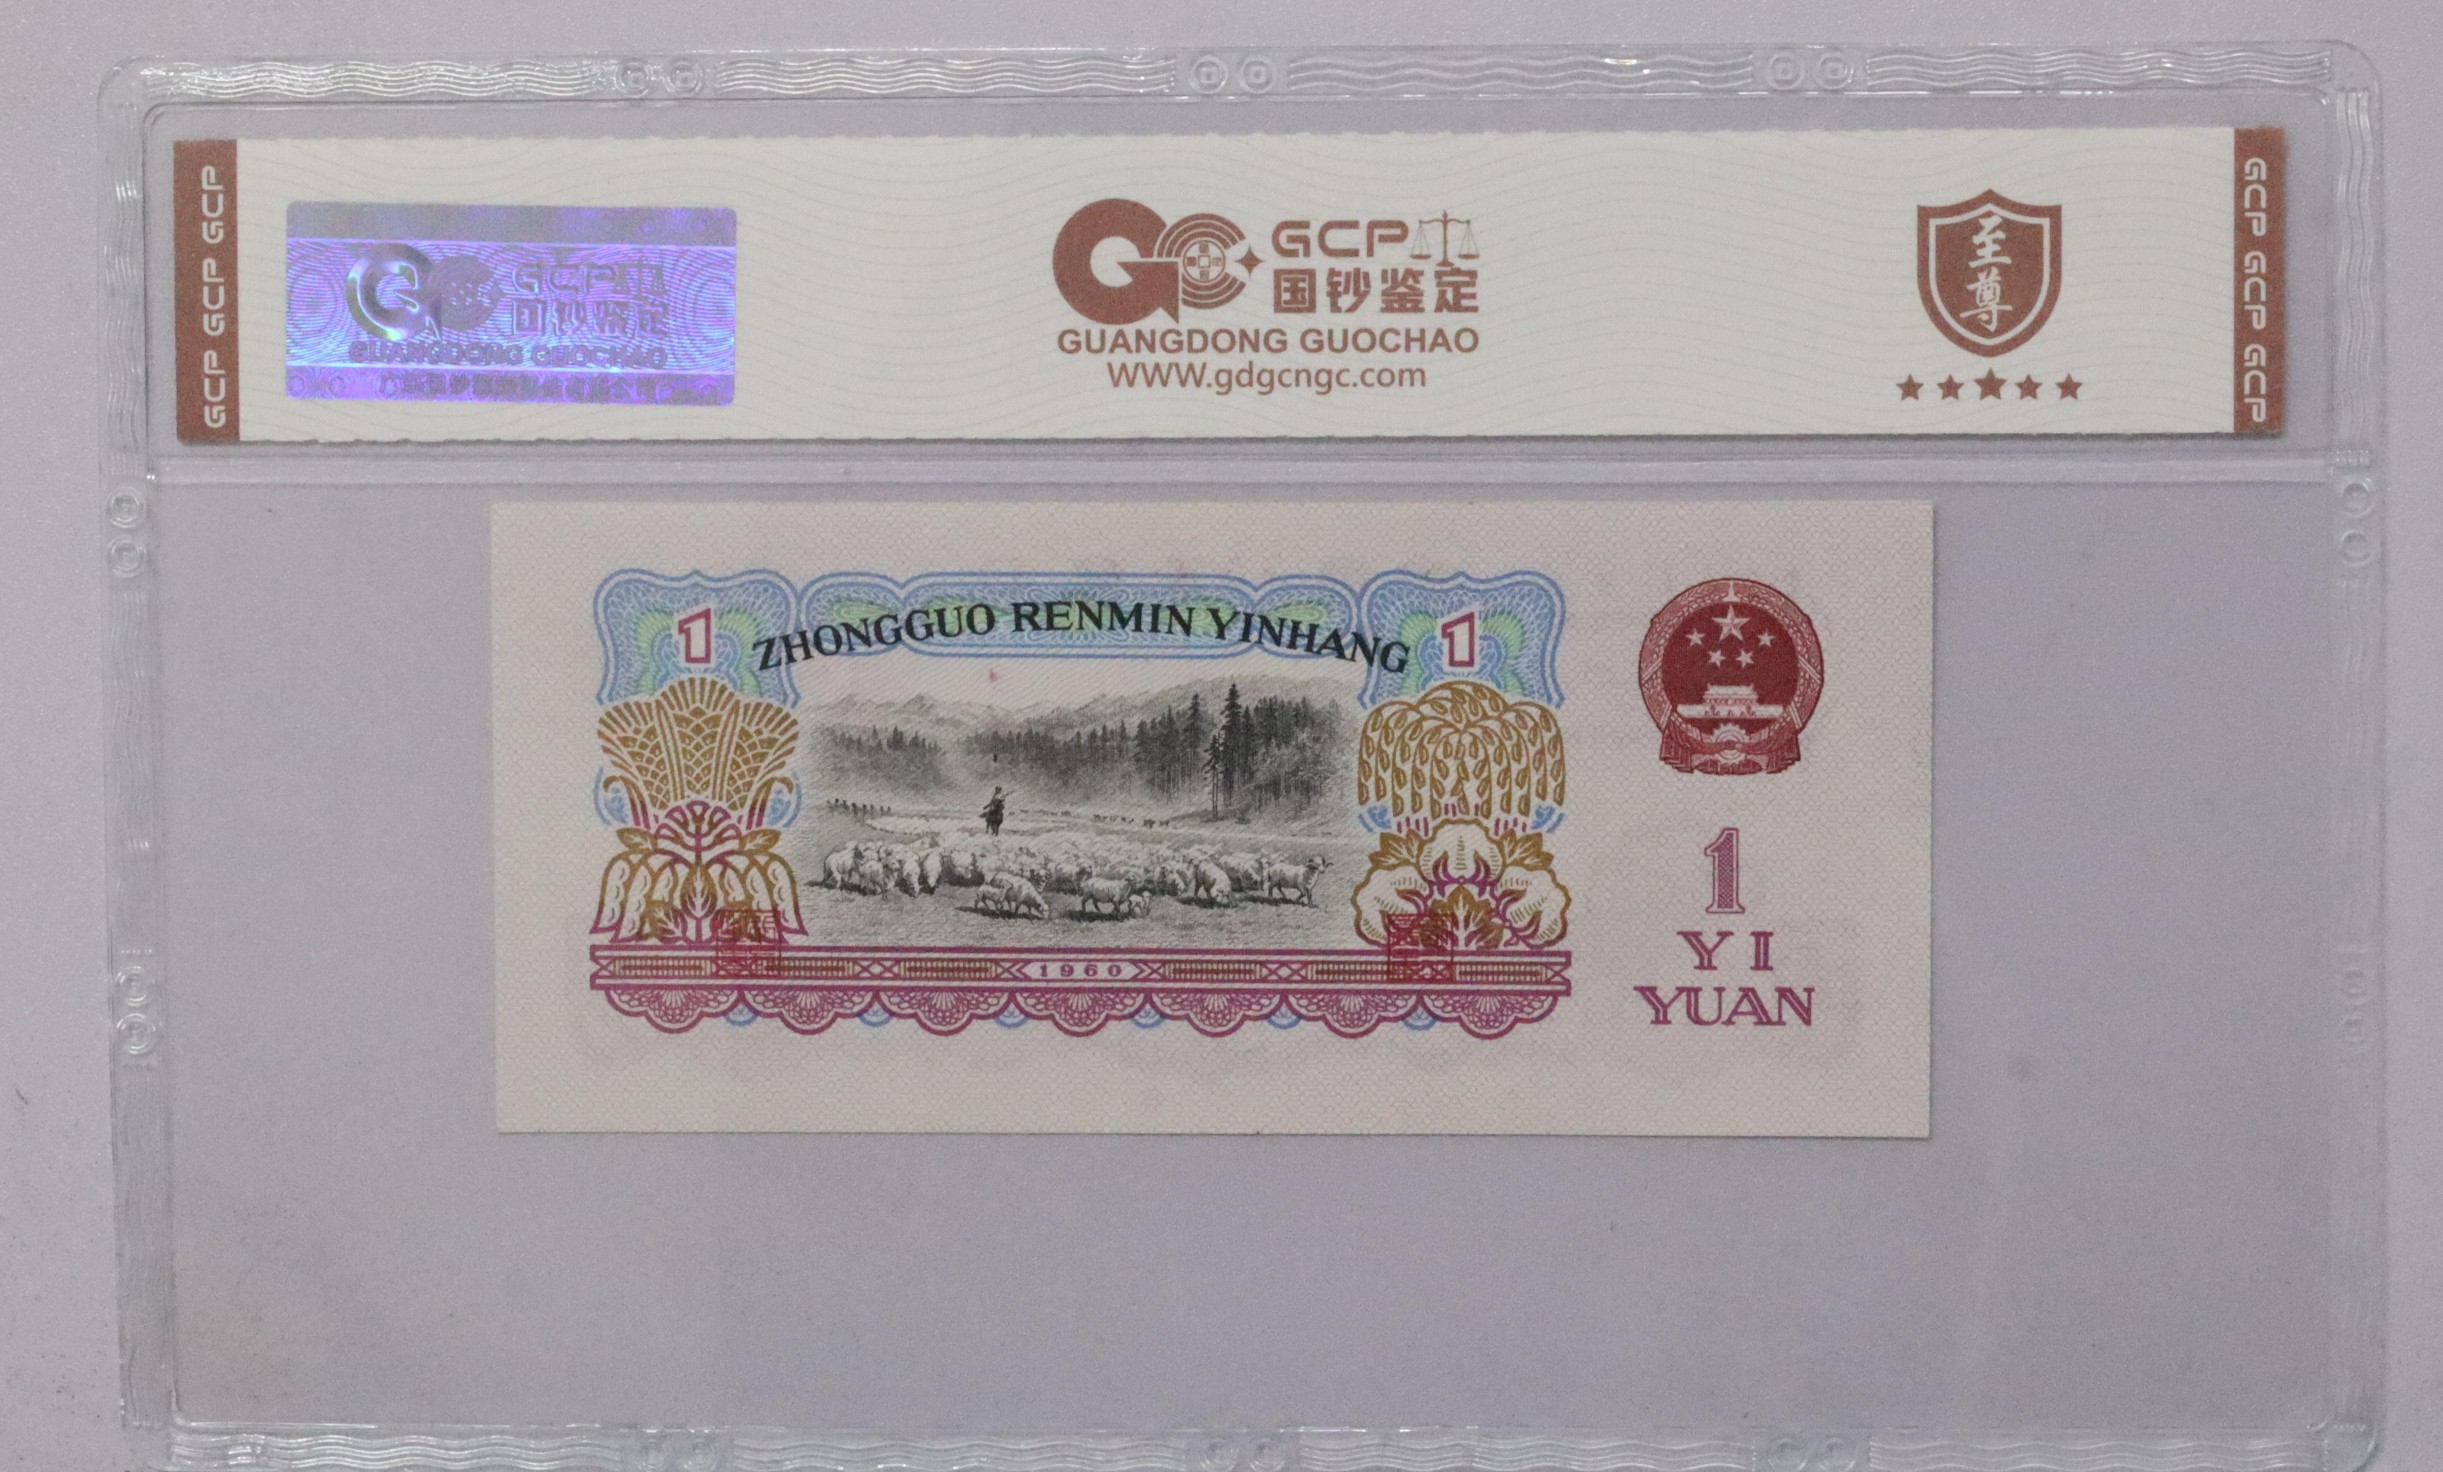 GCP GCP GCP
GCP
国钞鉴定
GUANGDONG GUOCHAO
GCP
国钞鉴定
GUANGDONG GUOCHAO
WWW.gdgcngc.com
至尊
GCP GCP GCP
1
ZHONGGUO RENMIN YINHANG
1
1960
1
YI
YUAN